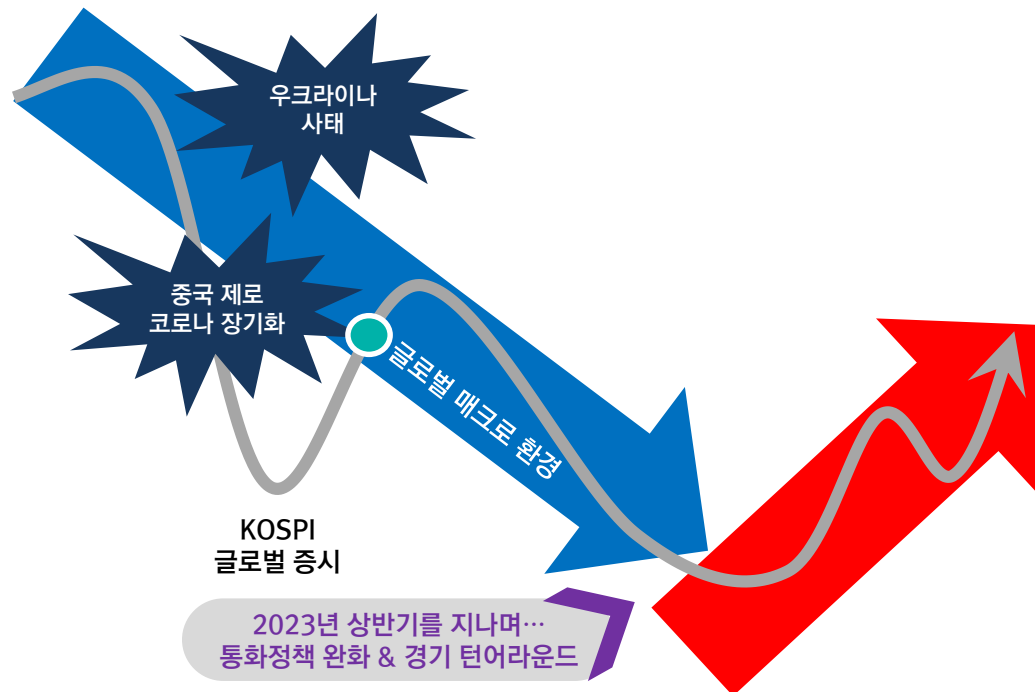 우크라이나
사태
중국 제로
코로나 장기화
글로벌 매크로 환경
KOSPI
글로벌 증시
2023년 상반기를 지나며…
통화정책 완화 & 경기 턴어라운드